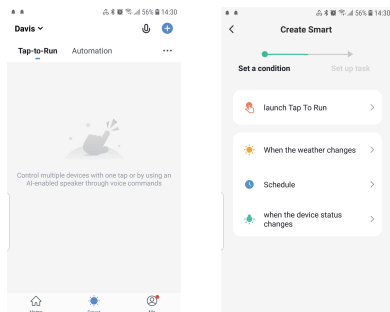 56% 14:30
Davis
Tap-to-Run Automation
Control multiple devices with one tap or by using an
AI-enabled speaker through voice commands
Home Smart Me
56% 14:30
Create Smart
Set a condition Set up task
launch Tap To Run
When the weather changes
Schedule
when the device status
changes